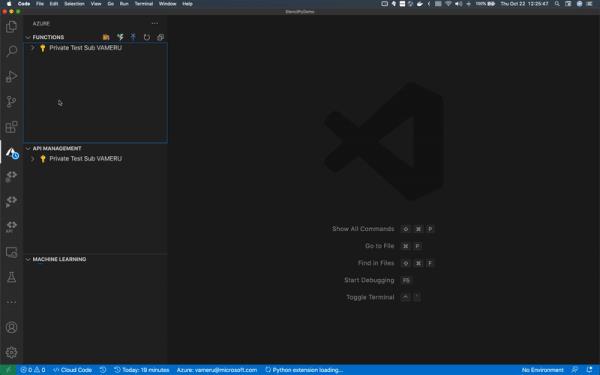 Code File Edit Selection View Go Run Terminal Window Help 100% Thu Oct 22 12:25:47
AZURE
FUNCTIONS
Private Test Sub VAMERU
API MANAGEMENT
Private Test Sub VAMERU
API
MACHINE LEARNING
Show All Commands ⇧ ⌘ P
Go to File ⌘ P
Find in Files ⇧ ⌘ F
Start Debugging F5
Toggle Terminal ^ `
0 0 Cloud Code Today: 19 minutes Azure: vameru@microsoft.com Python extension loading... No Environment